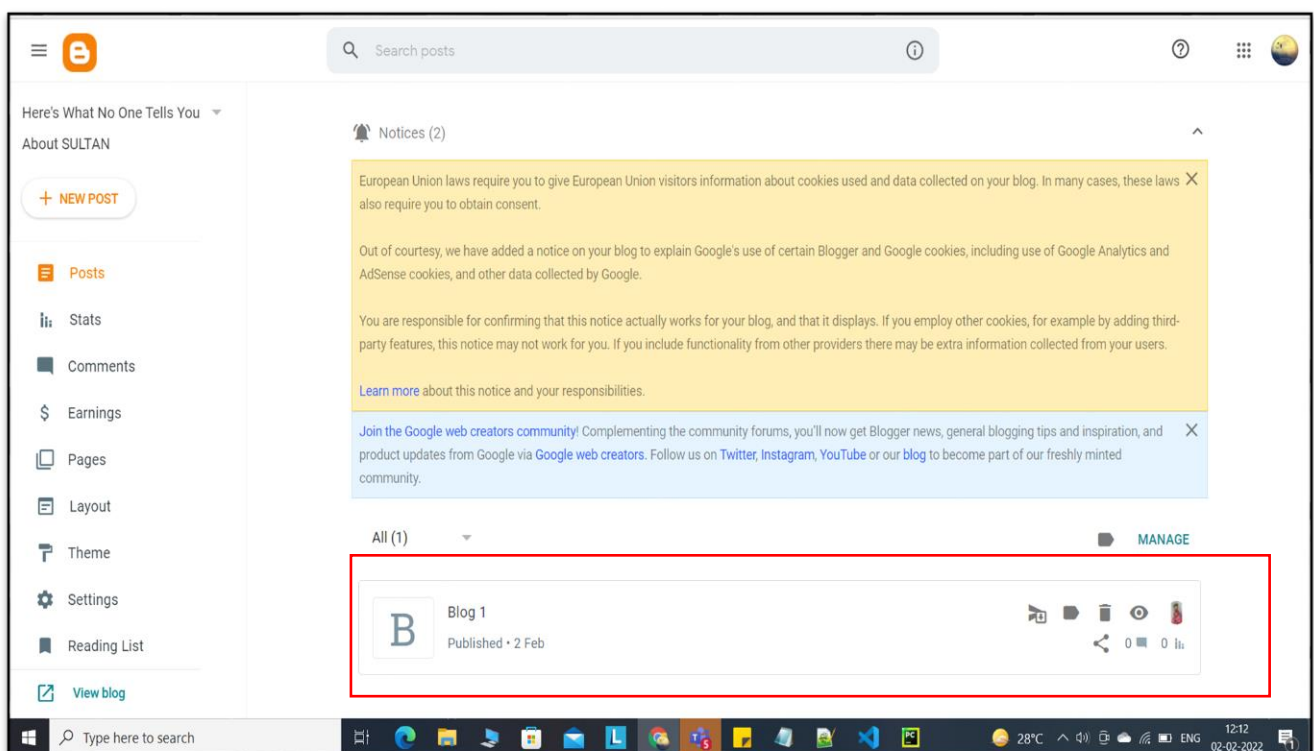 Search posts
Here's What No One Tells You
About SULTAN
NEW POST
Posts
Stats
Comments
Earnings
Pages
Layout
Theme
Settings
Reading List
View blog
Notices (2)
European Union laws require you to give European Union visitors information about cookies used and data collected on your blog. In many cases, these laws
also require you to obtain consent.
Out of courtesy, we have added a notice on your blog to explain Google's use of certain Blogger and Google cookies, including use of Google Analytics and
AdSense cookies, and other data collected by Google.
You are responsible for confirming that this notice actually works for your blog, and that it displays. If you employ other cookies, for example by adding third-
party features, this notice may not work for you. If you include functionality from other providers there may be extra information collected from your users.
Learn more about this notice and your responsibilities.
Join the Google web creators community! Complementing the community forums, you'll now get Blogger news, general blogging tips and inspiration, and
product updates from Google via Google web creators. Follow us on Twitter, Instagram, YouTube or our blog to become part of our freshly minted
community.
All (1)
MANAGE
B
Blog 1
Published • 2 Feb
0 0
Type here to search
L
PC
28°C
ENG
12:12
02-02-2022